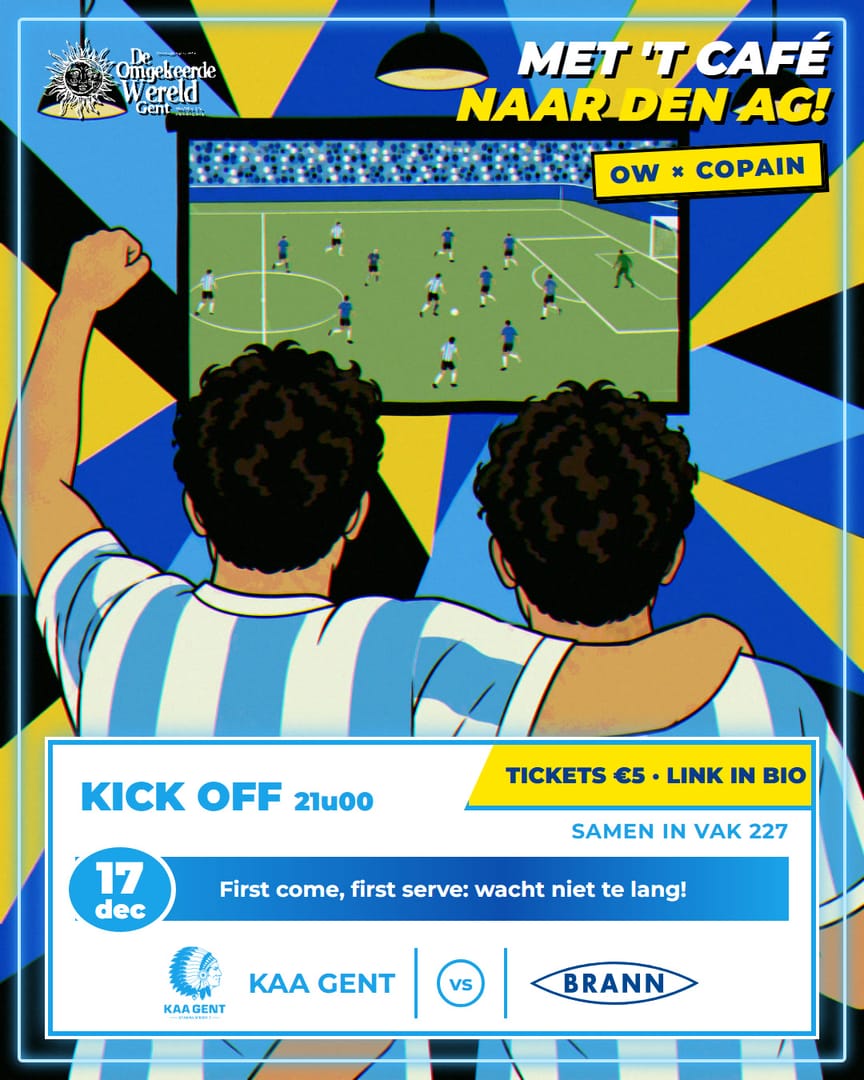 De
Omgekeerde
Wereld
Gent
MET 'T CAFÉ
NAAR DEN AG!
OW × COPAIN
KICK OFF 21u00
TICKETS €5 • LINK IN BIO
SAMEN IN VAK 227
17
dec
First come, first serve: wacht niet te lang!
KAA GENT
KAA GENT
VS
BRANN